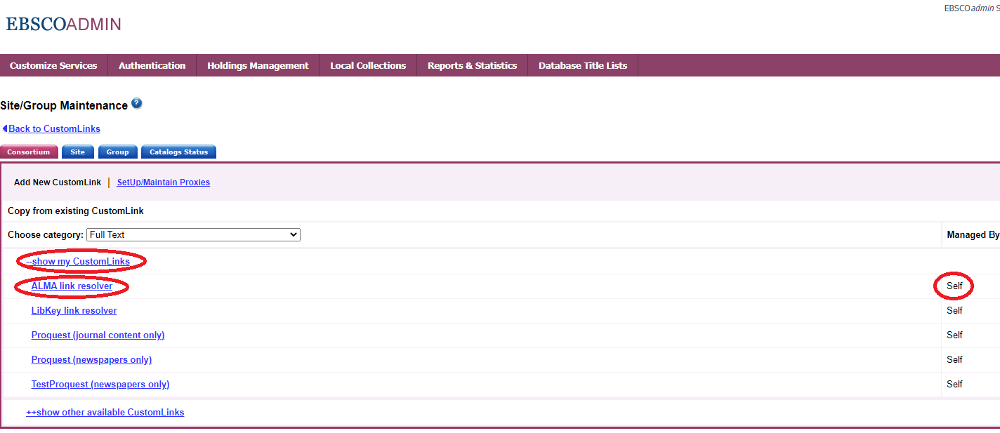 EBSCOadmin S
EBSCOADMIN
Customize Services Authentication Holdings Management Local Collections Reports & Statistics Database Title Lists
Site/Group Maintenance ?
Back to CustomLinks
Consortium Site Group Catalogs Status
Add New CustomLink | SetUp/Maintain Proxies
Copy from existing CustomLink
Choose category: Full Text Managed By
--show my CustomLinks
ALMA link resolver Self
LibKey link resolver Self
Proquest (journal content only) Self
Proquest (newspapers only) Self
TestProquest (newspapers only) Self
++show other available CustomLinks